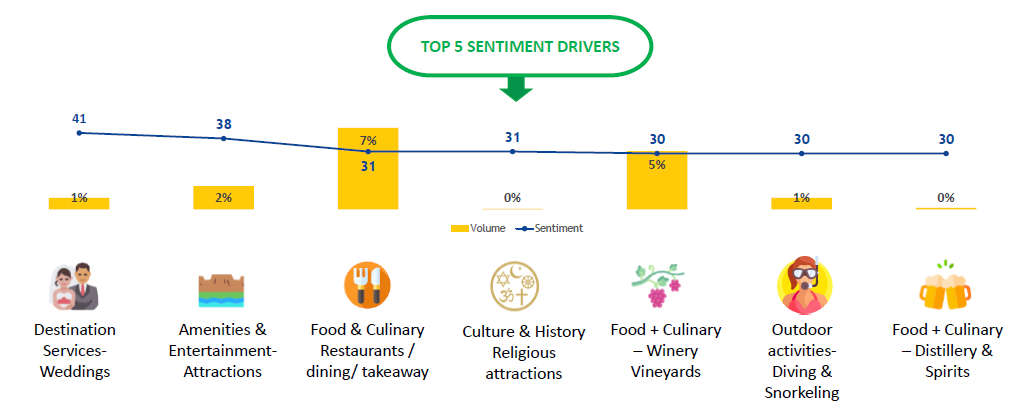 TOP 5 SENTIMENT DRIVERS
41
38
31
31
30
30
30
1%
2%
7%
0%
5%
1%
0%
Volume
Sentiment
Destination
Services-
Weddings
Amenities &
Entertainment-
Attractions
Food & Culinary
Restaurants /
dining/ takeaway
Culture & History
Religious
attractions
Food + Culinary
– Winery
Vineyards
Outdoor
activities-
Diving &
Snorkeling
Food + Culinary
– Distillery &
Spirits